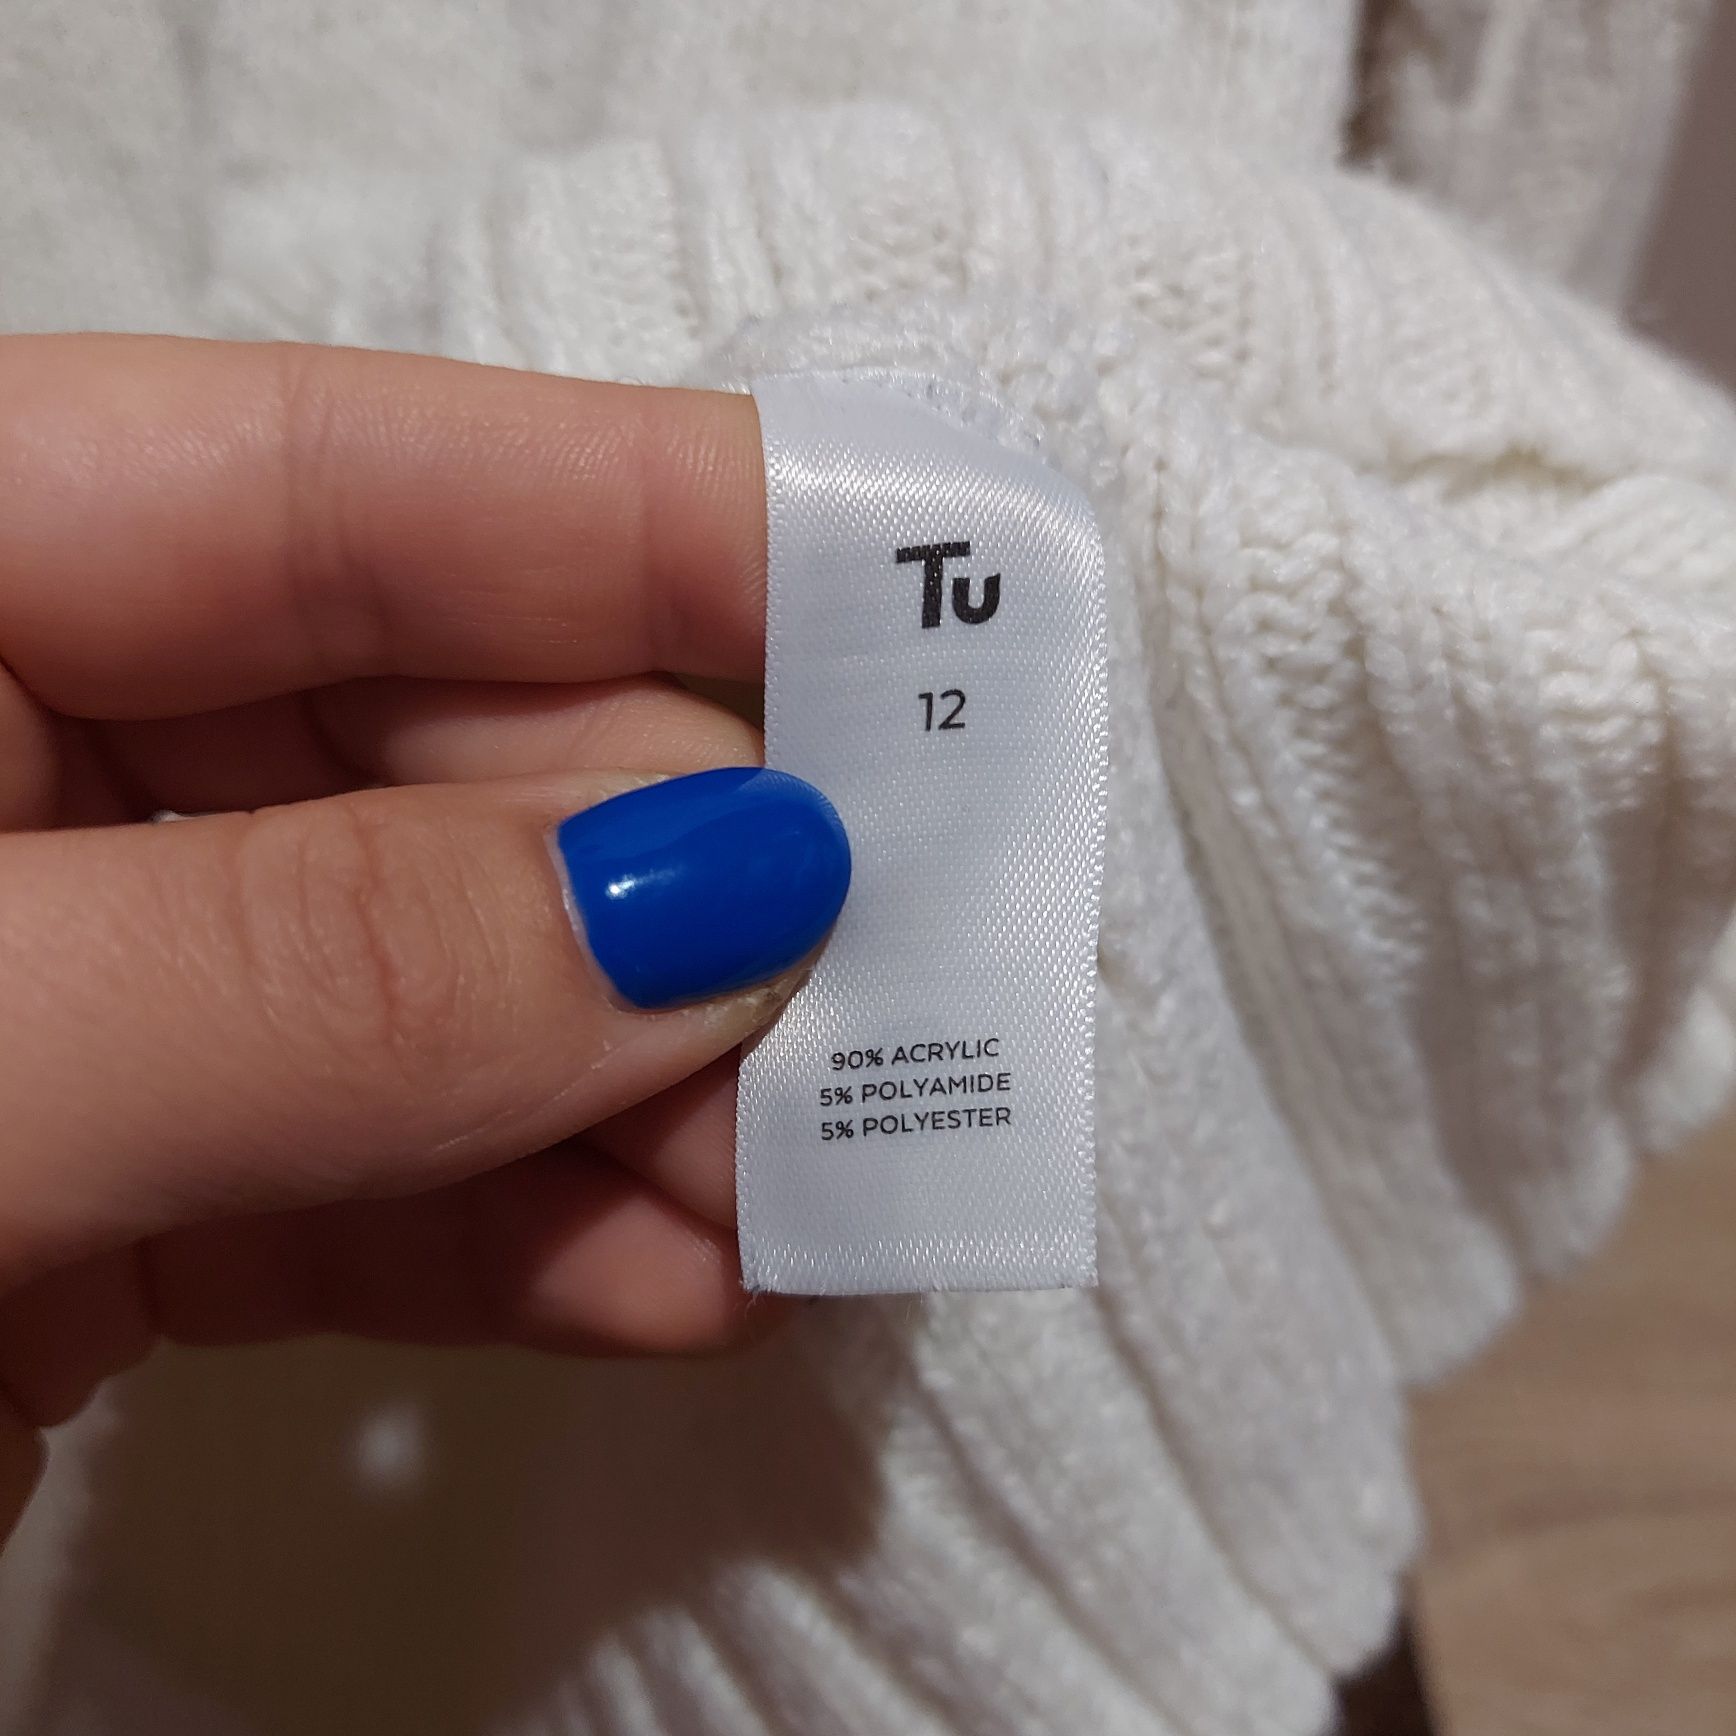 Tu
12
90% ACRYLIC
5% POLYAMIDE
5% POLYESTER